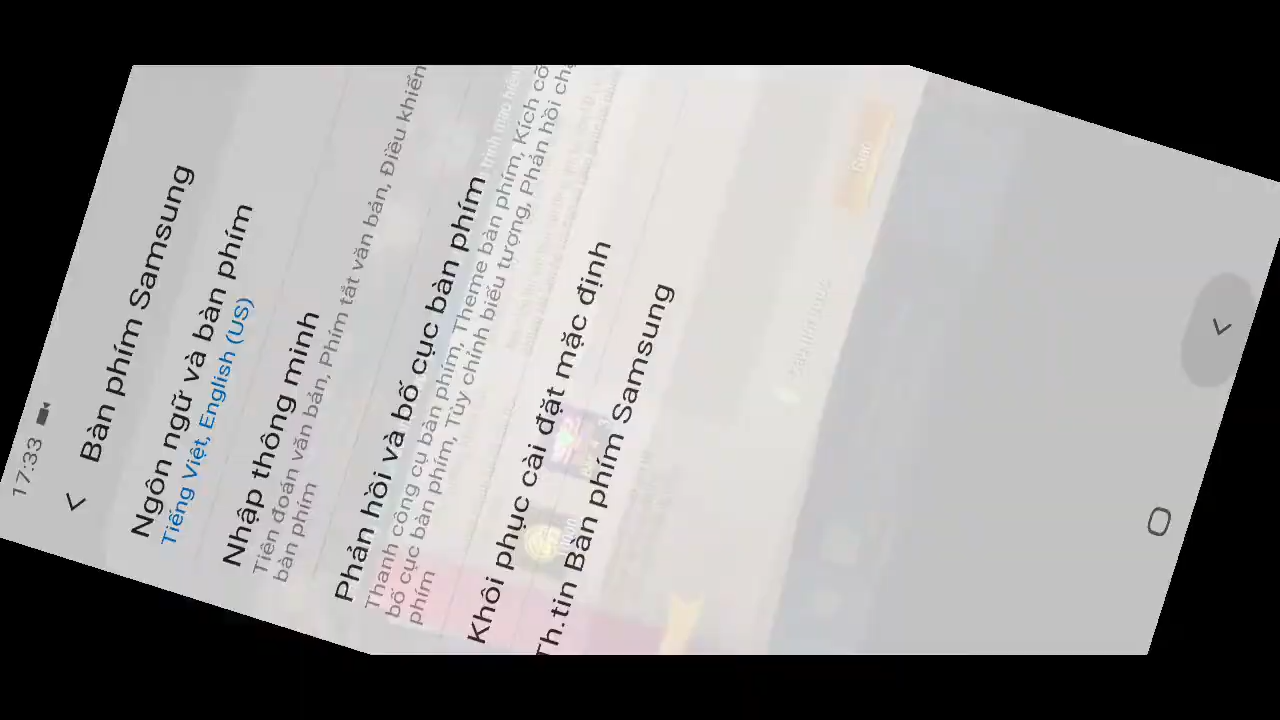 17:33
Bàn phím Samsung
Ngôn ngữ và bàn phím
Tiếng Việt, English (US)
Nhập thông minh
Tiên đoán văn bản, Phím tắt văn bản, Điều khiển
bàn phím
Phản hồi và bố cục bàn phím
Thanh công cụ bàn phím, Theme bàn phím, Kích cỡ
bố cục bàn phím, Tùy chỉnh biểu tượng, Phản hồi
phím
Khôi phục cài đặt mặc định
Th.tin Bàn phím Samsung